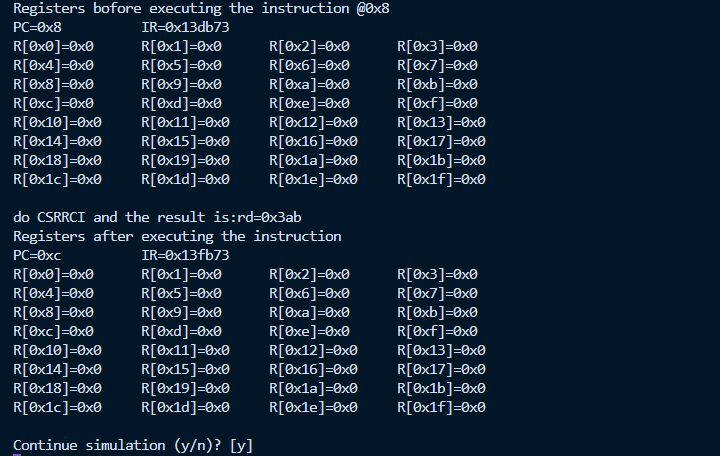 Registers bofore executing the instruction @0x8
PC=0x8 IR=0x13db73
R[0x0]=0x0 R[0x1]=0x0 R[0x2]=0x0 R[0x3]=0x0
R[0x4]=0x0 R[0x5]=0x0 R[0x6]=0x0 R[0x7]=0x0
R[0x8]=0x0 R[0x9]=0x0 R[0xa]=0x0 R[0xb]=0x0
R[0xc]=0x0 R[0xd]=0x0 R[0xe]=0x0 R[0xf]=0x0
R[0x10]=0x0 R[0x11]=0x0 R[0x12]=0x0 R[0x13]=0x0
R[0x14]=0x0 R[0x15]=0x0 R[0x16]=0x0 R[0x17]=0x0
R[0x18]=0x0 R[0x19]=0x0 R[0x1a]=0x0 R[0x1b]=0x0
R[0x1c]=0x0 R[0x1d]=0x0 R[0x1e]=0x0 R[0x1f]=0x0
do CSRRCI and the result is:rd=0x3ab
Registers after executing the instruction
PC=0xc IR=0x13fb73
R[0x0]=0x0 R[0x1]=0x0 R[0x2]=0x0 R[0x3]=0x0
R[0x4]=0x0 R[0x5]=0x0 R[0x6]=0x0 R[0x7]=0x0
R[0x8]=0x0 R[0x9]=0x0 R[0xa]=0x0 R[0xb]=0x0
R[0xc]=0x0 R[0xd]=0x0 R[0xe]=0x0 R[0xf]=0x0
R[0x10]=0x0 R[0x11]=0x0 R[0x12]=0x0 R[0x13]=0x0
R[0x14]=0x0 R[0x15]=0x0 R[0x16]=0x0 R[0x17]=0x0
R[0x18]=0x0 R[0x19]=0x0 R[0x1a]=0x0 R[0x1b]=0x0
R[0x1c]=0x0 R[0x1d]=0x0 R[0x1e]=0x0 R[0x1f]=0x0
Continue simulation (y/n)? [y]